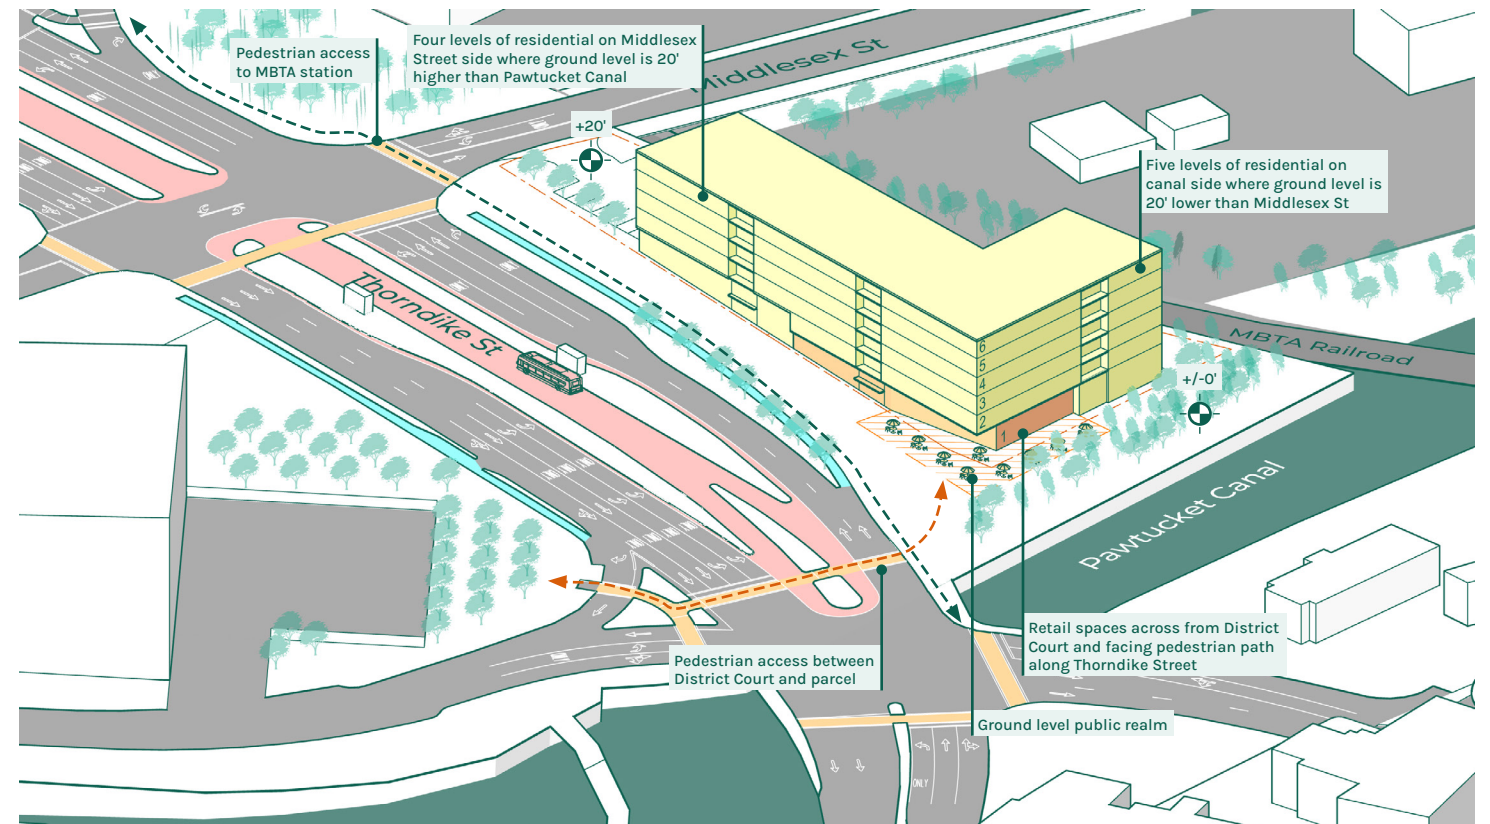 Pedestrian access
to MBTA station
Four levels of residential on Middlesex
Street side where ground level is 20'
higher than Pawtucket Canal
Middlesex St
+20'
Five levels of residential on
canal side where ground level is
20' lower than Middlesex St
ONLY
Thorndike St
MBTA Railroad
+/-0'
6
5
4
3
2
1
Pawtucket Canal
Retail spaces across from District
Court and facing pedestrian path
along Thorndike Street
Pedestrian access between
District Court and parcel
Ground level public realm
ONLY